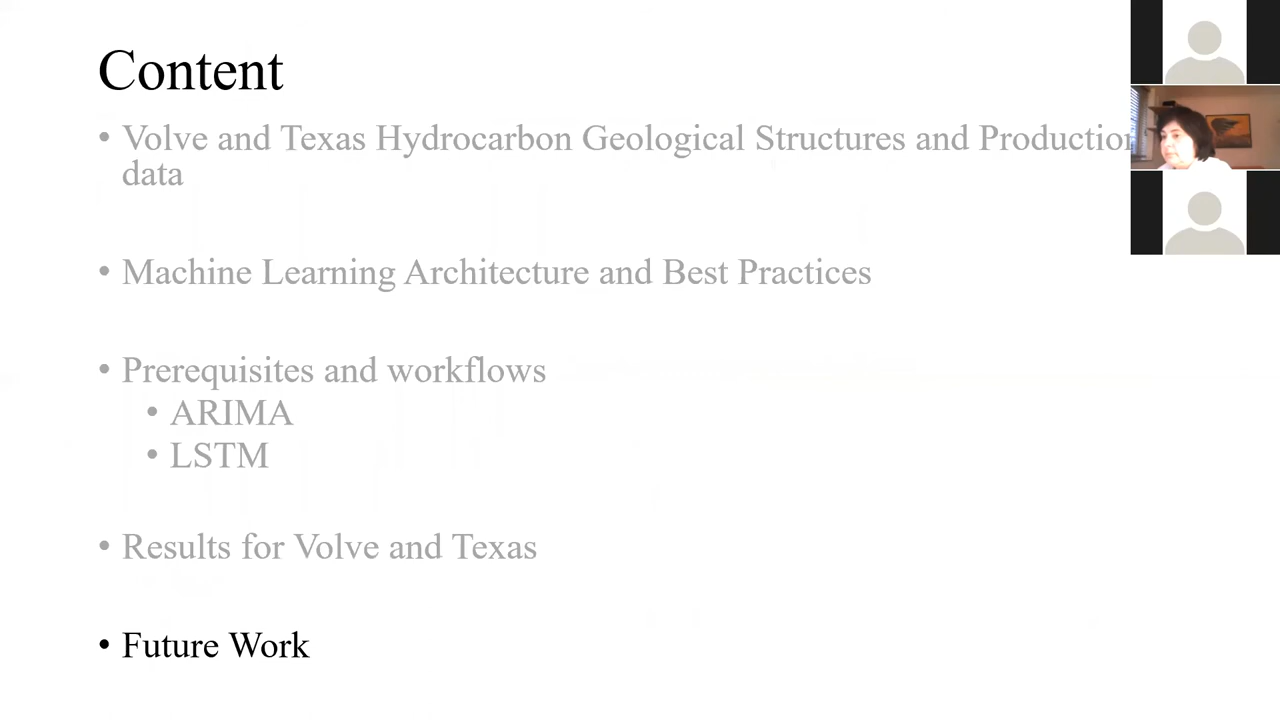 Content
• Volve and Texas Hydrocarbon Geological Structures and Production
data
• Machine Learning Architecture and Best Practices
• Prerequisites and workflows
• ARIMA
• LSTM
• Results for Volve and Texas
• Future Work